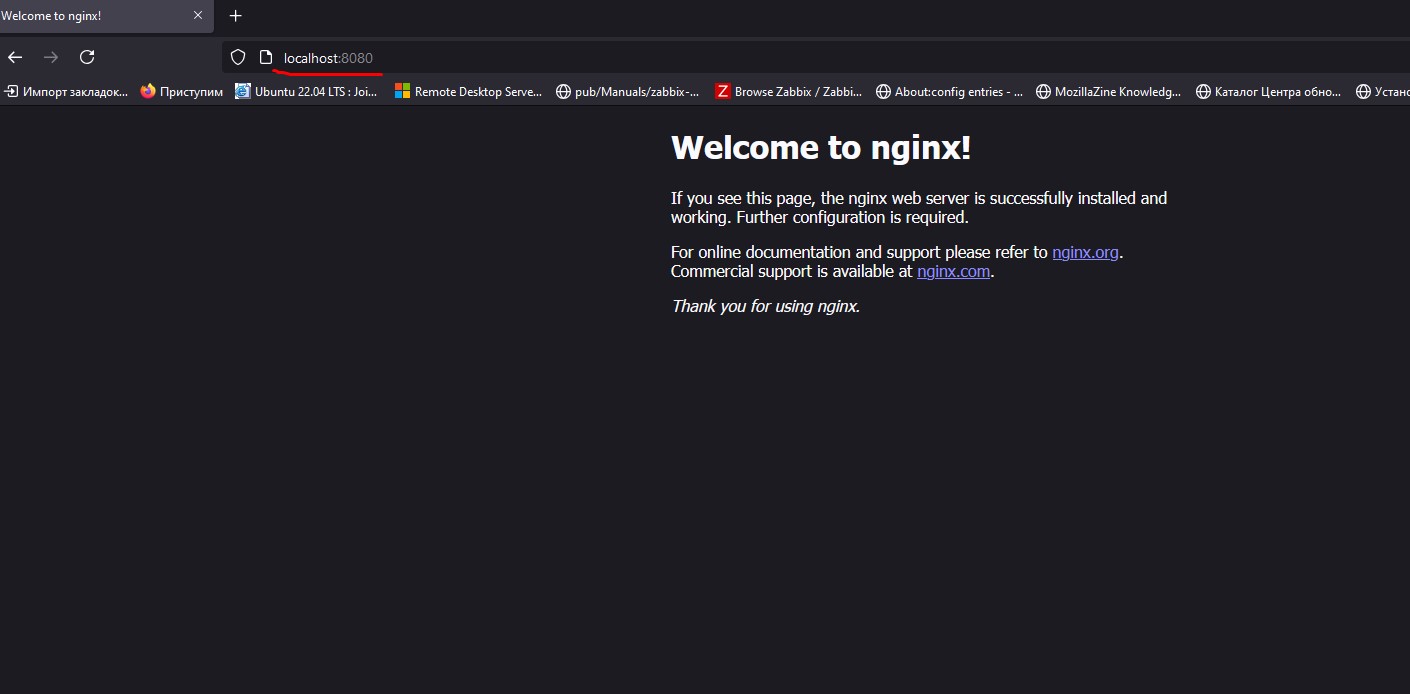 Welcome to nginx!
localhost:8080
Импорт закладок... Приступим Ubuntu 22.04 LTS : Joi... Remote Desktop Serve... pub/Manuals/zabbix-... Browse Zabbix / Zabbi... About:config entries - ... MozillaZine Knowledg... Каталог Центра обно... Устано
Welcome to nginx!
If you see this page, the nginx web server is successfully installed and
working. Further configuration is required.
For online documentation and support please refer to nginx.org.
Commercial support is available at nginx.com.
Thank you for using nginx.